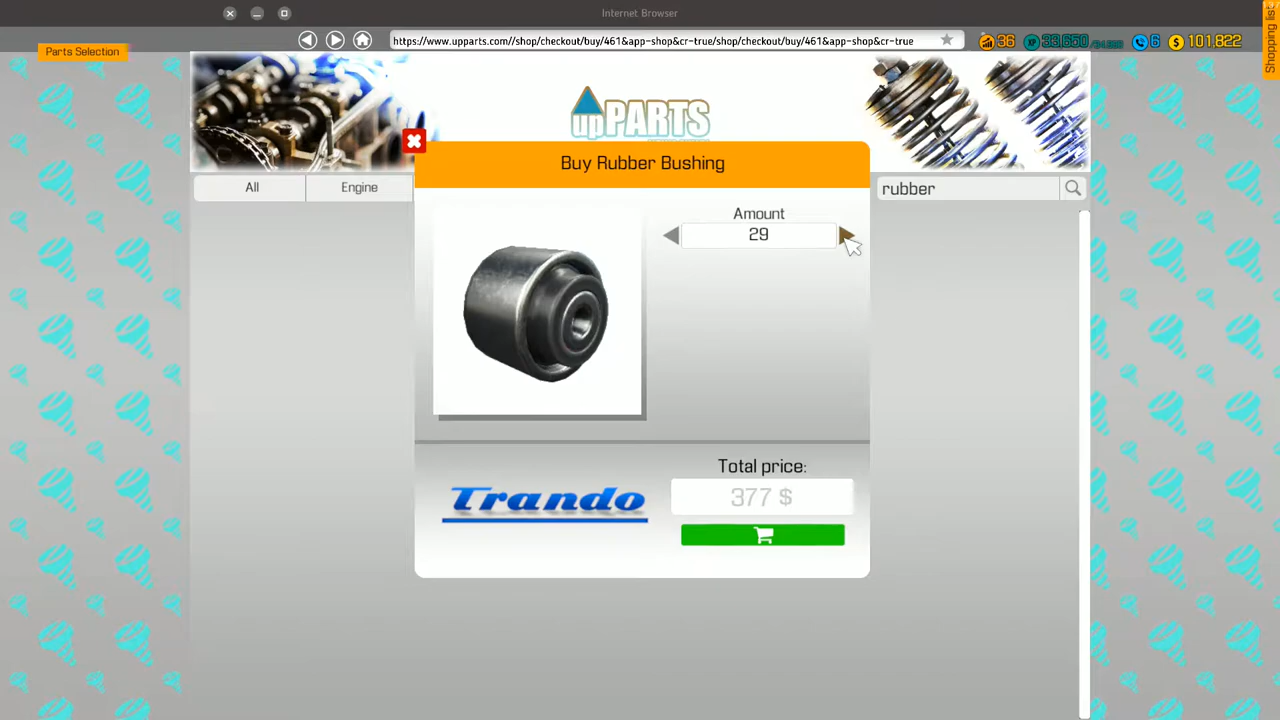 Internet Browser
Parts Selection
https://www.upparts.com//shop/checkout/buy/461&app-shop&cr-true/shop/checkout/buy/461&app-shop&cr-true
36
6
101,822
Shopping list
upPARTS
Buy Rubber Bushing
All
Engine
rubber
Amount
29
Total price:
Trando
377 $